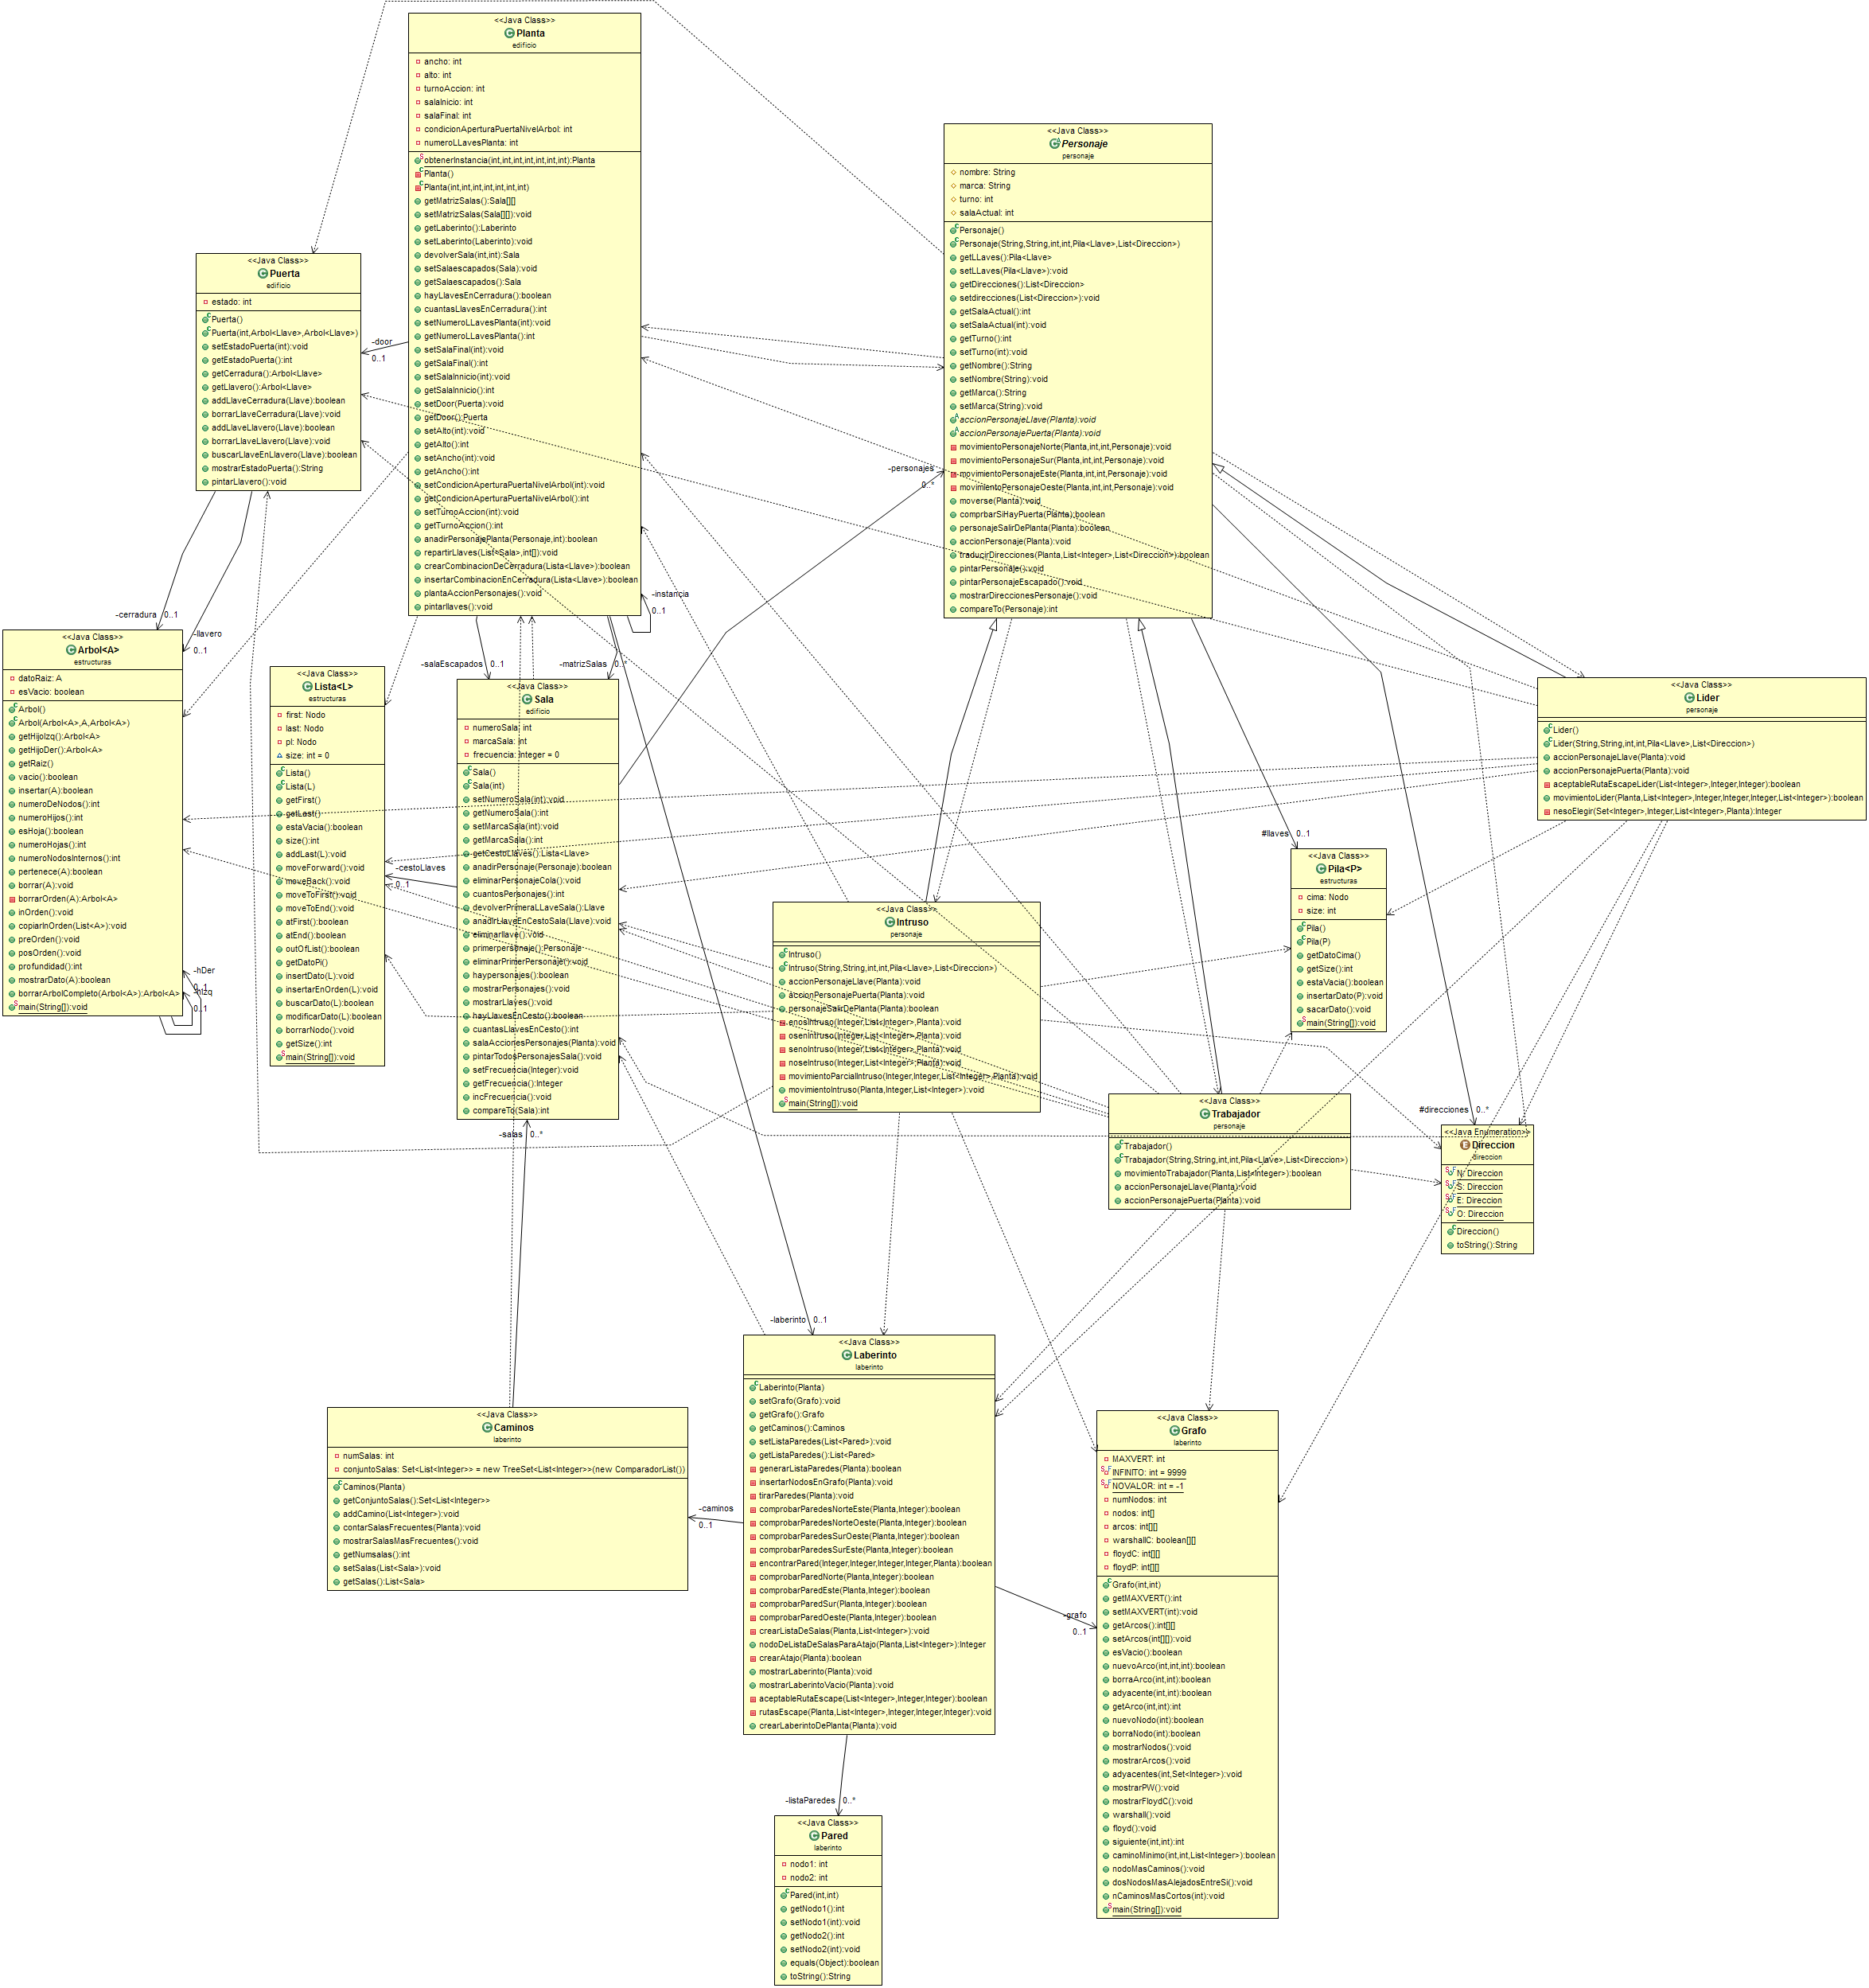 <<Java Class>>
Planta
edificio
ancho: int
alto: int
turnoAccion: int
salaInicio: int
salaFinal: int
condicionAperturaPuertaNivelArbol: int
numeroLLavesPlanta: int
obtenerInstancia(int,int,int,int,int,int,int):Planta
Planta()
Planta(int,int,int,int,int,int,int)
getMatrizSalas():Sala[][]
setMatrizSalas(Sala[][]):void
getLaberinto():Laberinto
setLaberinto(Laberinto):void
devolverSala(int,int):Sala
setSalaescapados(Sala):void
getSalaescapados():Sala
hayLlavesEnCerradura():boolean
cuantasLlavesEnCerradura():int
setNumeroLLavesPlanta(int):void
getNumeroLLavesPlanta():int
setSalaFinal(int):void
getSalaFinal():int
setSalaInnicio(int):void
getSalaInnicio():int
setDoor(Puerta):void
getDoor():Puerta
setAlto(int):void
getAlto():int
setAncho(int):void
getAncho():int
setCondicionAperturaPuertaNivelArbol(int):void
getCondicionAperturaPuertaNivelArbol():int
setTurnoAccion(int):void
getTurnoAccion():int
anadirPersonajePlanta(Personaje,int):boolean
repartirLlaves(List<Sala>,int[]):void
crearCombinacionDeCerradura(Lista<Llave>):boolean
insertarCombinacionEnCerradura(Lista<Llave>):boolean
plantaAccionPersonajes():void
pintarllaves():void
<<Java Class>>
Personaje
personaje
nombre: String
marca: String
turno: int
salaActual: int
Personaje()
Personaje(String,String,int,int,Pila<Llave>,List<Direccion>)
getLLaves():Pila<Llave>
setLLaves(Pila<Llave>):void
getDirecciones():List<Direccion>
setdirecciones(List<Direccion>):void
getSalaActual():int
setSalaActual(int):void
getTurno():int
setTurno(int):void
getNombre():String
setNombre(String):void
getMarca():String
setMarca(String):void
accionPersonajeLlave(Planta):void
accionPersonajePuerta(Planta):void
movimientoPersonajeNorte(Planta,int,int,Personaje):void
movimientoPersonajeSur(Planta,int,int,Personaje):void
movimientoPersonajeEste(Planta,int,int,Personaje):void
movimientoPersonajeOeste(Planta,int,int,Personaje):void
moverse(Planta):void
comprbarSiHayPuerta(Planta):boolean
personajeSalirDePlanta(Planta):boolean
accionPersonaje(Planta):void
traducirDirecciones(Planta,List<Integer>,List<Direccion>):boolean
pintarPersonaje():void
pintarPersonajeEscapado():void
mostrarDireccionesPersonaje():void
compareTo(Personaje):int
<<Java Class>>
Puerta
edificio
estado: int
Puerta()
Puerta(int,Arbol<Llave>,Arbol<Llave>)
setEstadoPuerta(int):void
getEstadoPuerta():int
getCerradura():Arbol<Llave>
getLlavero():Arbol<Llave>
addLlaveCerradura(Llave):boolean
borrarLlaveCerradura(Llave):void
addLlaveLlavero(Llave):boolean
borrarLlaveLlavero(Llave):void
buscarLlaveEnLlavero(Llave):boolean
mostrarEstadoPuerta():String
pintarLlavero():void
-door
0..1
-personajes
0..*
-instancia
0..1
-cerradura 0..1
-llavero
0..1
-salaEscapados 0..1
-matrizSalas 0..*
<<Java Class>>
Arbol<A>
estructuras
datoRaiz: A
esVacio: boolean
Arbol()
Arbol(Arbol<A>,A,Arbol<A>)
getHijoIzq():Arbol<A>
getHijoDer():Arbol<A>
getRaiz()
vacio():boolean
insertar(A):boolean
numeroDeNodos():int
numeroHijos():int
esHoja():boolean
numeroHojas():int
numeroNodosInternos():int
pertenece(A):boolean
borrar(A):void
borrarOrden(A):Arbol<A>
inOrden():void
copiarInOrden(List<A>):void
preOrden():void
posOrden():void
profundidad():int
mostrarDato(A):boolean
borrarArbolCompleto(Arbol<A>):Arbol<A>
main(String[]):void
-hDer
0..1
-hIzq
0..1
<<Java Class>>
Lista<L>
estructuras
first: Nodo
last: Nodo
pI: Nodo
size: int = 0
Lista()
Lista(L)
getFirst()
getLast()
estaVacia():boolean
size():int
addLast(L):void
moveForward():void
moveBack():void
moveToFirst():void
moveToEnd():void
atFirst():boolean
atEnd():boolean
outOfList():boolean
getDatoPi()
insertDato(L):void
insertarEnOrden(L):void
buscarDato(L):boolean
modificarDato(L):boolean
borrarNodo():void
getSize():int
main(String[]):void
-cestoLlaves
0..1
<<Java Class>>
Sala
edificio
numeroSala: int
marcaSala: int
frecuencia: Integer = 0
Sala()
Sala(int)
setNumeroSala(int):void
getNumeroSala():int
setMarcaSala(int):void
getMarcaSala():int
getCestoLlaves():Lista<Llave>
anadirPersonaje(Personaje):boolean
eliminarPersonajeCola():void
cuantosPersonajes():int
devolverPrimeraLLaveSala():Llave
anadirLlaveEnCestoSala(Llave):void
eliminarllave():void
primerpersonaje():Personaje
eliminarPrimerPersonaje():void
haypersonajes():boolean
mostrarPersonajes():void
mostrarLlaves():void
hayLlavesEnCesto():boolean
cuantasLlavesEnCesto():int
salaAccionesPersonajes(Planta):void
pintarTodosPersonajesSala():void
setFrecuencia(Integer):void
getFrecuencia():Integer
incFrecuencia():void
compareTo(Sala):int
-salas 0..*
<<Java Class>>
Lider
personaje
Lider()
Lider(String,String,int,int,Pila<Llave>,List<Direccion>)
accionPersonajeLlave(Planta):void
accionPersonajePuerta(Planta):void
aceptableRutaEscapeLider(List<Integer>,Integer,Integer):boolean
movimientoLider(Planta,List<Integer>,Integer,Integer,Integer,List<Integer>):boolean
nesoElegir(Set<Integer>,Integer,List<Integer>,Planta):Integer
#llaves 0..1
<<Java Class>>
Pila<P>
estructuras
cima: Nodo
size: int
Pila()
Pila(P)
getDatoCima()
getSize():int
estaVacia():boolean
insertarDato(P):void
sacarDato():void
main(String[]):void
<<Java Class>>
Intruso
personaje
Intruso()
Intruso(String,String,int,int,Pila<Llave>,List<Direccion>)
accionPersonajeLlave(Planta):void
accionPersonajePuerta(Planta):void
personajeSalirDePlanta(Planta):boolean
enosIntruso(Integer,List<Integer>,Planta):void
osenIntruso(Integer,List<Integer>,Planta):void
senoIntruso(Integer,List<Integer>,Planta):void
noseIntruso(Integer,List<Integer>,Planta):void
movimientoParcialIntruso(Integer,Integer,List<Integer>,Planta):void
movimientoIntruso(Planta,Integer,List<Integer>):void
main(String[]):void
<<Java Class>>
Trabajador
personaje
Trabajador()
Trabajador(String,String,int,int,Pila<Llave>,List<Direccion>)
movimientoTrabajador(Planta,List<Integer>):boolean
accionPersonajeLlave(Planta):void
accionPersonajePuerta(Planta):void
#direcciones 0..*
<<Java Enumeration>>
Direccion
direccion
N: Direccion
S: Direccion
E: Direccion
O: Direccion
Direccion()
toString():String
-laberinto 0..1
<<Java Class>>
Laberinto
laberinto
Laberinto(Planta)
setGrafo(Grafo):void
getGrafo():Grafo
getCaminos():Caminos
setListaParedes(List<Pared>):void
getListaParedes():List<Pared>
generarListaParedes(Planta):boolean
insertarNodosEnGrafo(Planta):void
tirarParedes(Planta):void
comprobarParedesNorteEste(Planta,Integer):boolean
comprobarParedesNorteOeste(Planta,Integer):boolean
comprobarParedesSurOeste(Planta,Integer):boolean
comprobarParedesSurEste(Planta,Integer):boolean
encontrarPared(Integer,Integer,Integer,Integer,Planta):boolean
comprobarParedNorte(Planta,Integer):boolean
comprobarParedEste(Planta,Integer):boolean
comprobarParedSur(Planta,Integer):boolean
comprobarParedOeste(Planta,Integer):boolean
crearListaDeSalas(Planta,List<Integer>):void
nodoDeListaDeSalasParaAtajo(Planta,List<Integer>):Integer
crearAtajo(Planta):boolean
mostrarLaberinto(Planta):void
mostrarLaberintoVacio(Planta):void
aceptableRutaEscape(List<Integer>,Integer,Integer):boolean
rutasEscape(Planta,List<Integer>,Integer,Integer,Integer):void
crearLaberintoDePlanta(Planta):void
<<Java Class>>
Caminos
laberinto
numSalas: int
conjuntoSalas: Set<List<Integer>> = new TreeSet<List<Integer>>(new ComparadorList())
Caminos(Planta)
getConjuntoSalas():Set<List<Integer>>
addCamino(List<Integer>):void
contarSalasFrecuentes(Planta):void
mostrarSalasMasFrecuentes():void
getNumsalas():int
setSalas(List<Sala>):void
getSalas():List<Sala>
-caminos
0..1
-grafo
0..1
<<Java Class>>
Grafo
laberinto
MAXVERT: int
INFINITO: int = 9999
NOVALOR: int = -1
numNodos: int
nodos: int[]
arcos: int[][]
warshallC: boolean[][]
floydC: int[][]
floydP: int[][]
Grafo(int,int)
getMAXVERT():int
setMAXVERT(int):void
getArcos():int[][]
setArcos(int[][]):void
esVacio():boolean
nuevoArco(int,int,int):boolean
borraArco(int,int):boolean
adyacente(int,int):boolean
getArco(int,int):int
nuevoNodo(int):boolean
borraNodo(int):boolean
mostrarNodos():void
mostrarArcos():void
adyacentes(int,Set<Integer>):void
mostrarPW():void
mostrarFloydC():void
warshall():void
floyd():void
siguiente(int,int):int
caminoMinimo(int,int,List<Integer>):boolean
nodoMasCaminos():void
dosNodosMasAlejadosEntreSi():void
nCaminosMasCortos(int):void
main(String[]):void
-listaParedes 0..*
<<Java Class>>
Pared
laberinto
nodo1: int
nodo2: int
Pared(int,int)
getNodo1():int
setNodo1(int):void
getNodo2():int
setNodo2(int):void
equals(Object):boolean
toString():String